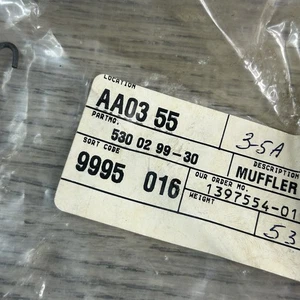 LOCATION
AA03 55
PART NO.
530 02 99-30
SORT CODE
9995 016
3-5A
DESCRIPTION
MUFFLER
OUR ORDER NO.
1397554-01
WEIGHT
53